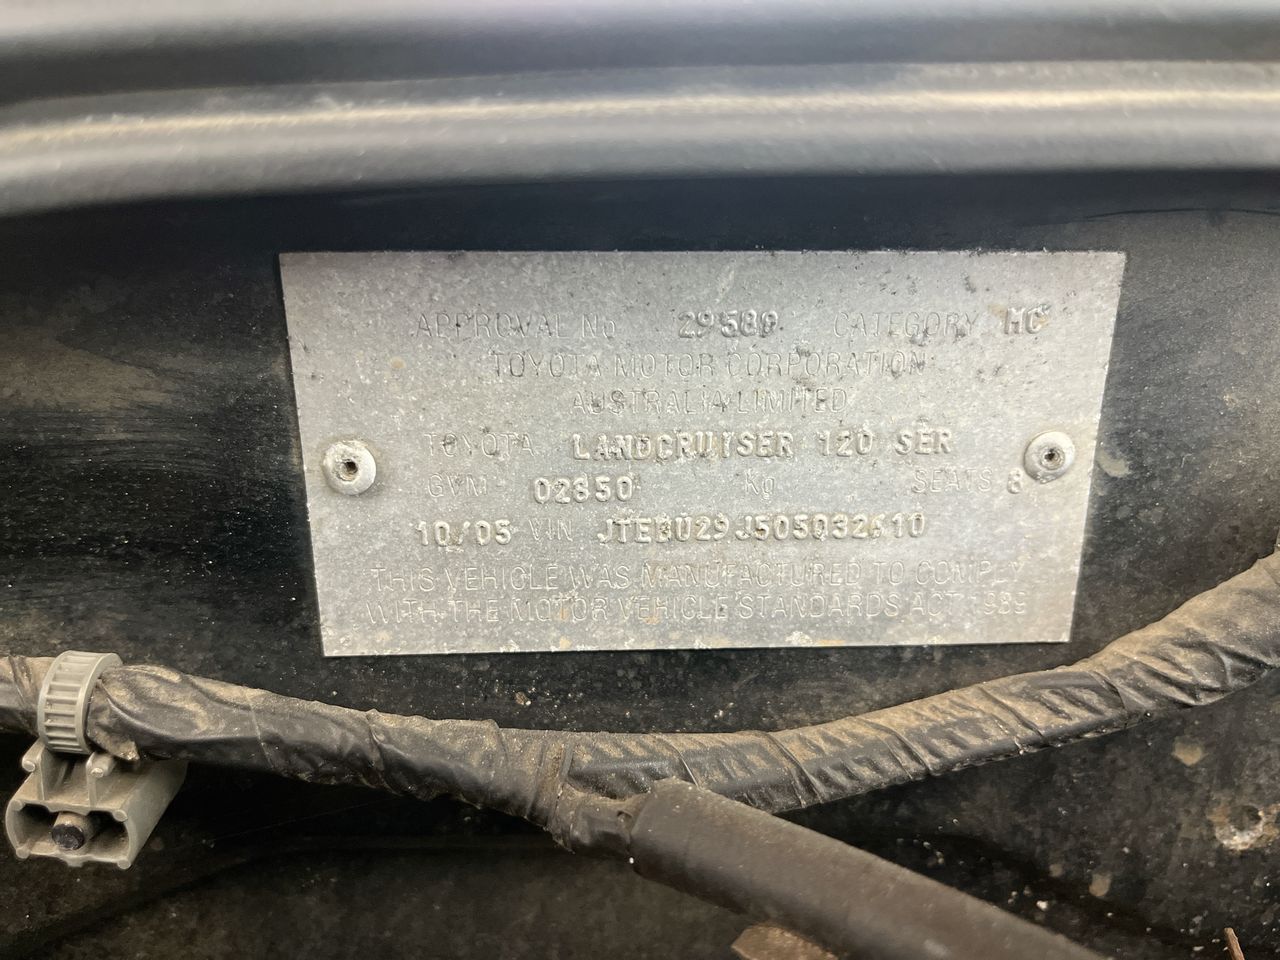 APPROVAL No 29580 CATEGORY MC
TOYOTA MOTOR CORPORATION
AUSTRALIA LIMITED
TOYOTA LANDCRUISER 120 SER
GVM 02850 Kg SEATS 8
10/05 VIN JTEBU29J505032610
THIS VEHICLE WAS MANUFACTURED TO COMPLY
WITH THE MOTOR VEHICLE STANDARDS ACT 1989